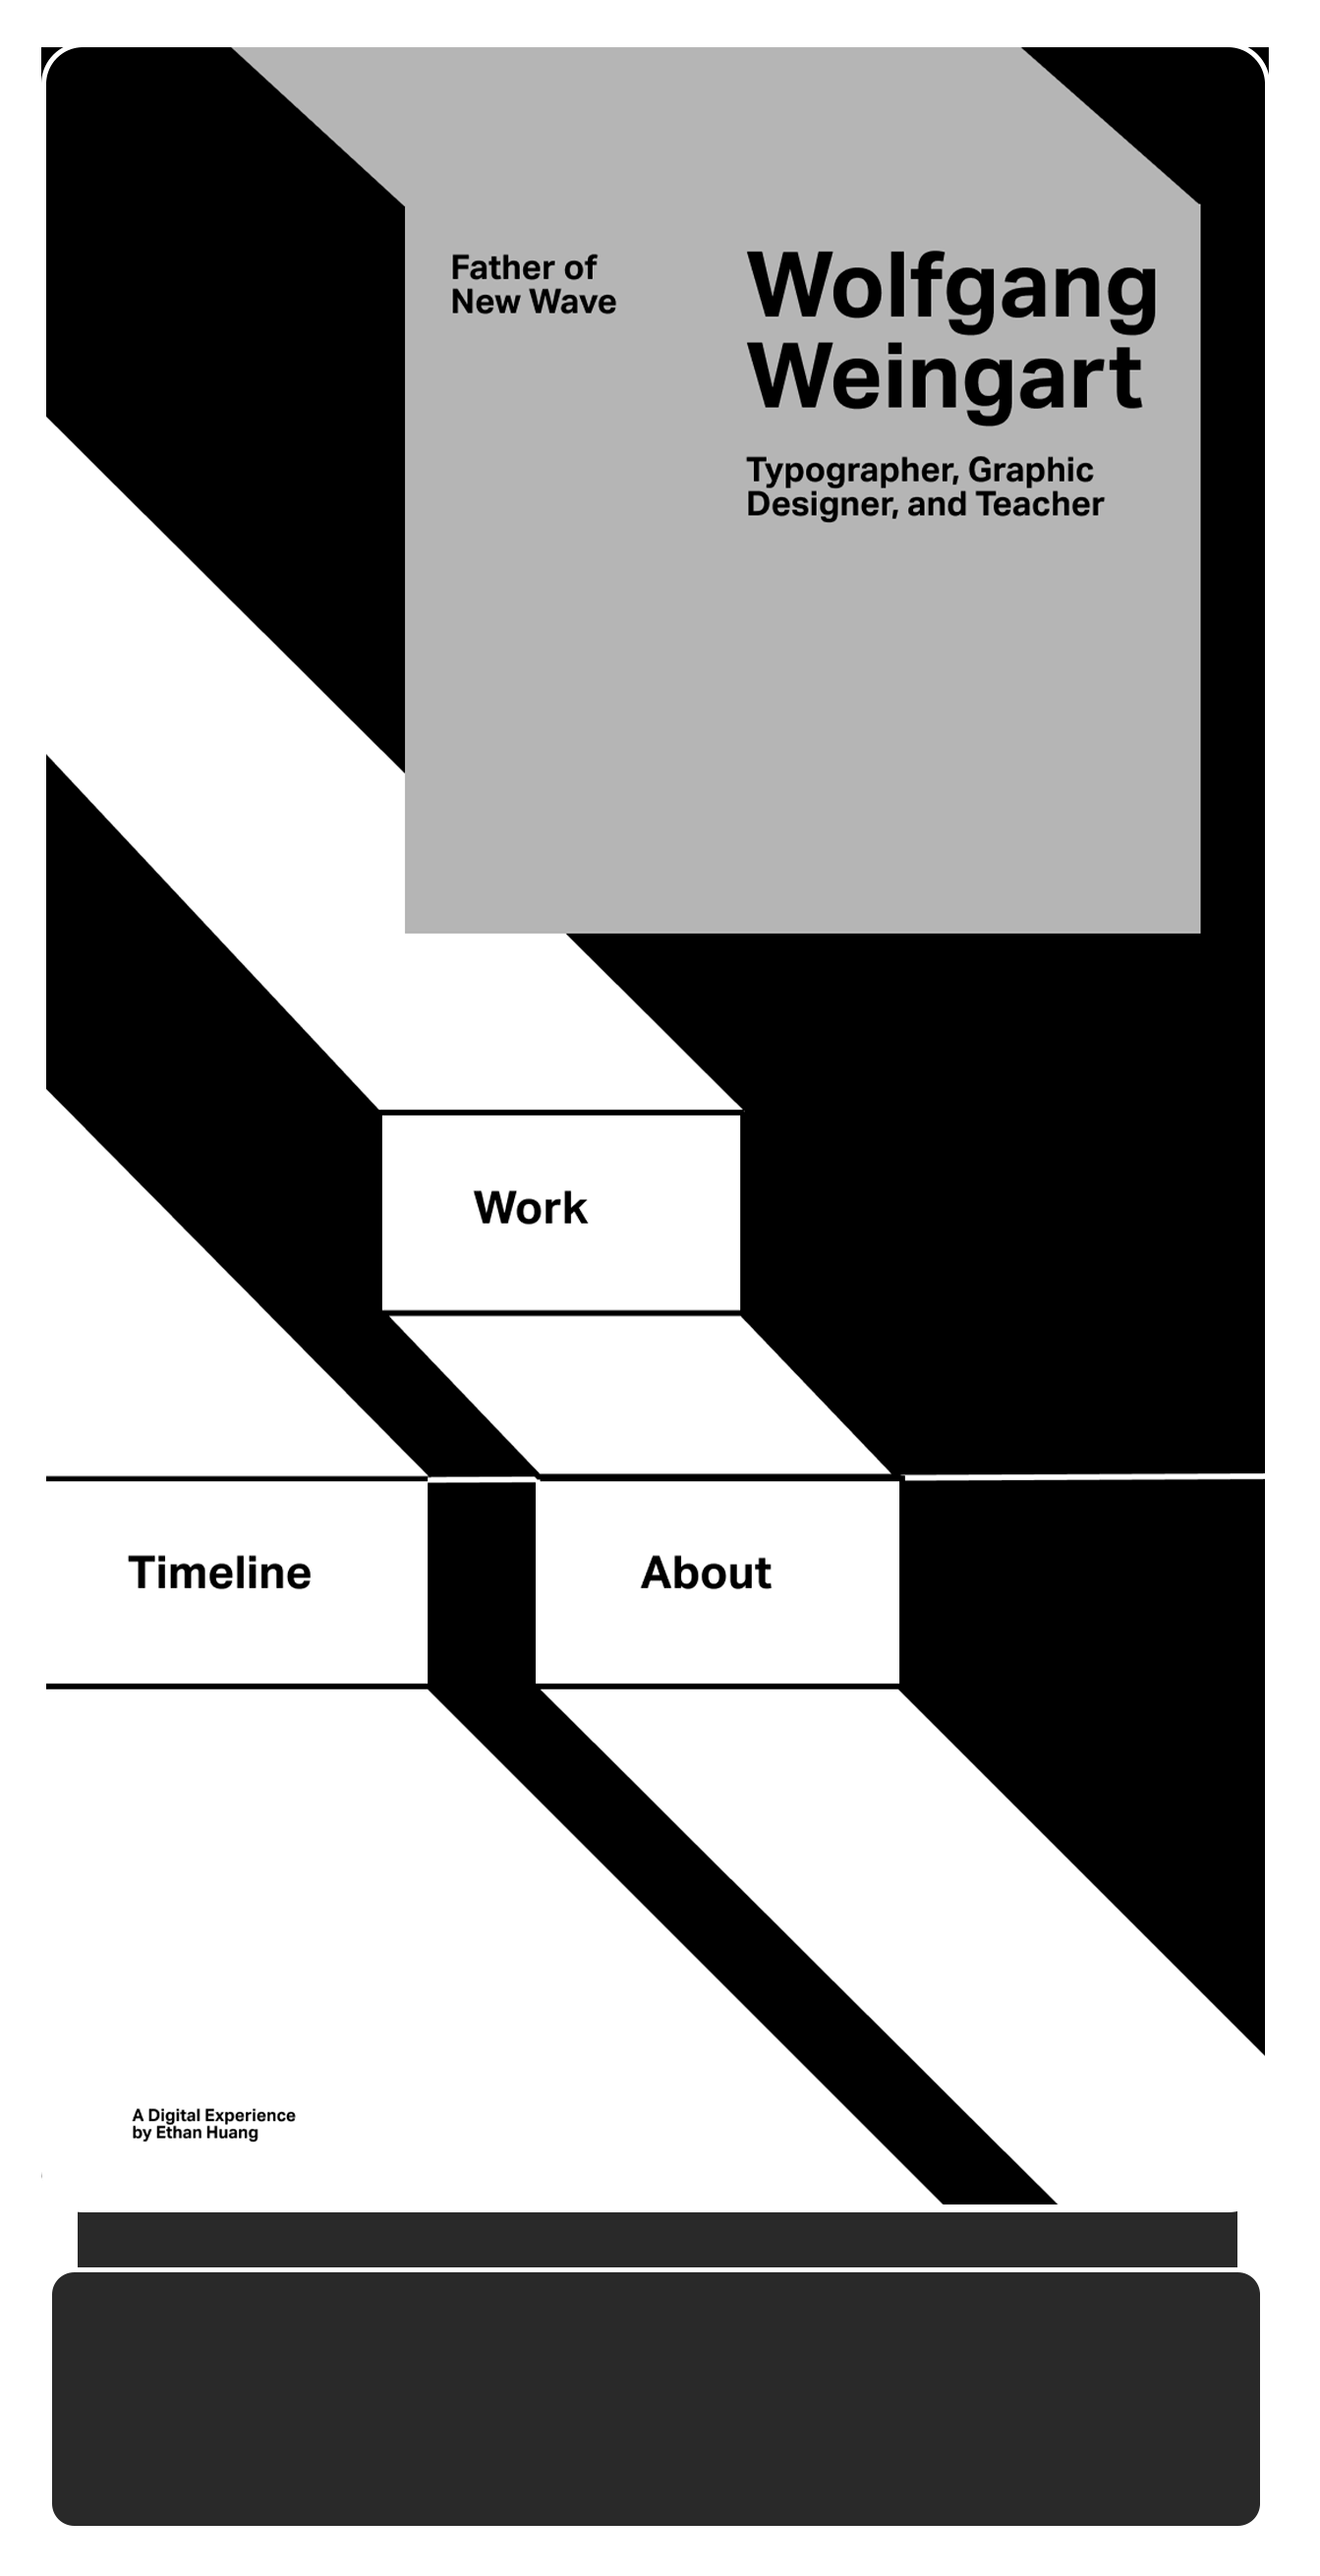 Father of
New Wave
Wolfgang
Weingart
Typographer, Graphic
Designer, and Teacher
Work
Timeline
About
A Digital Experience
by Ethan Huang